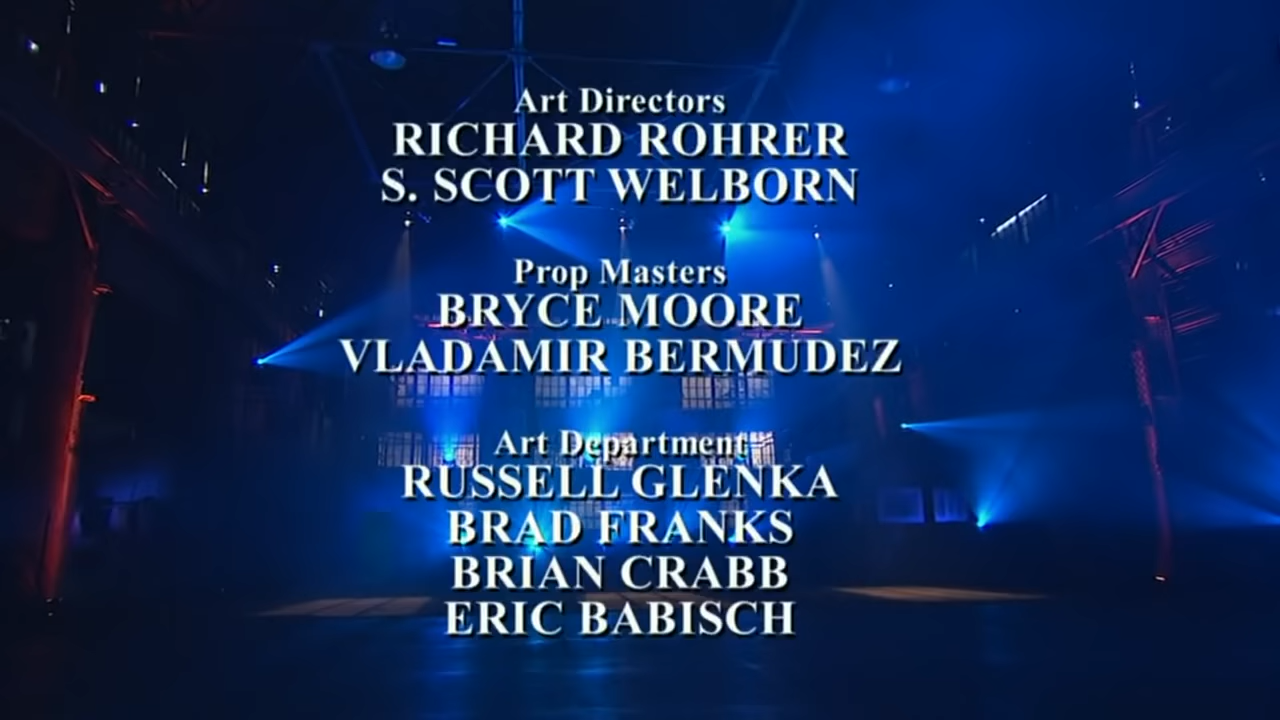 Art Directors
RICHARD ROHRER
S. SCOTT WELBORN
Prop Masters
BRYCE MOORE
VLADAMIR BERMUDEZ
Art Department
RUSSELL GLENKA
BRAD FRANKS
BRIAN CRABB
ERIC BABISCH